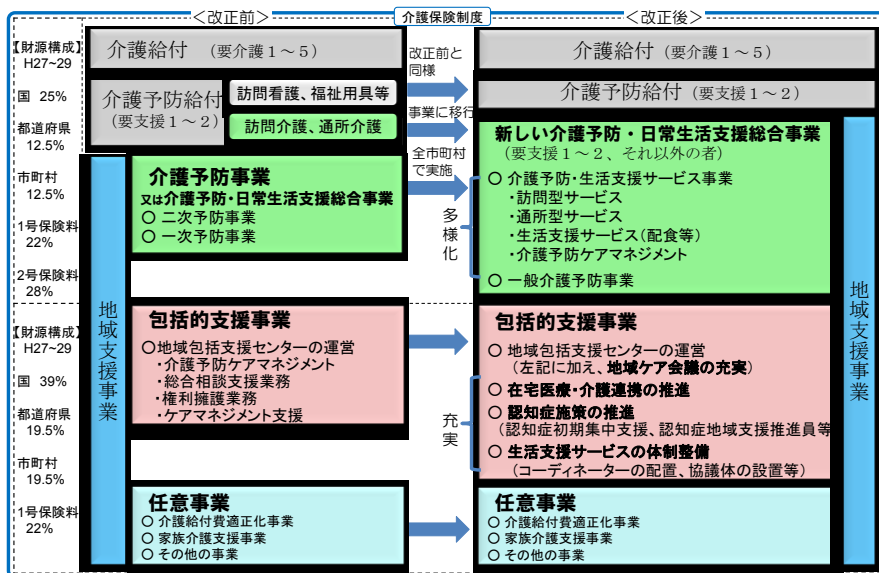 介護保険制度
＜改正前＞
＜改正後＞
【財源構成】
H27~29
国 25%
都道府県
12.5%
市町村
12.5%
1号保険料
22%
2号保険料
28%
【財源構成】
H27~29
国 39%
都道府県
19.5%
市町村
19.5%
1号保険料
22%
介護給付 （要介護１～５）
介護予防給付
（要支援１～２）
訪問看護、福祉用具等
訪問介護、通所介護
地域支援事業
介護予防事業
又は介護予防・日常生活支援総合事業
○ 二次予防事業
○ 一次予防事業
包括的支援事業
○地域包括支援センターの運営
・介護予防ケアマネジメント
・総合相談支援業務
・権利擁護業務
・ケアマネジメント支援
任意事業
○ 介護給付費適正化事業
○ 家族介護支援事業
○ その他の事業
改正前と
同様
事業に移行
全市町村
で実施
多様化
充実
介護給付 （要介護１～５）
介護予防給付 （要支援１～２）
新しい介護予防・日常生活支援総合事業
（要支援１～２、それ以外の者）
○ 介護予防・生活支援サービス事業
・訪問型サービス
・通所型サービス
・生活支援サービス（配食等）
・介護予防ケアマネジメント
○ 一般介護予防事業
包括的支援事業
○ 地域包括支援センターの運営
（左記に加え、地域ケア会議の充実）
○ 在宅医療・介護連携の推進
○ 認知症施策の推進
（認知症初期集中支援、認知症地域支援推進員等
○ 生活支援サービスの体制整備
（コーディネーターの配置、協議体の設置等）
任意事業
○ 介護給付費適正化事業
○ 家族介護支援事業
○ その他の事業
地域支援事業